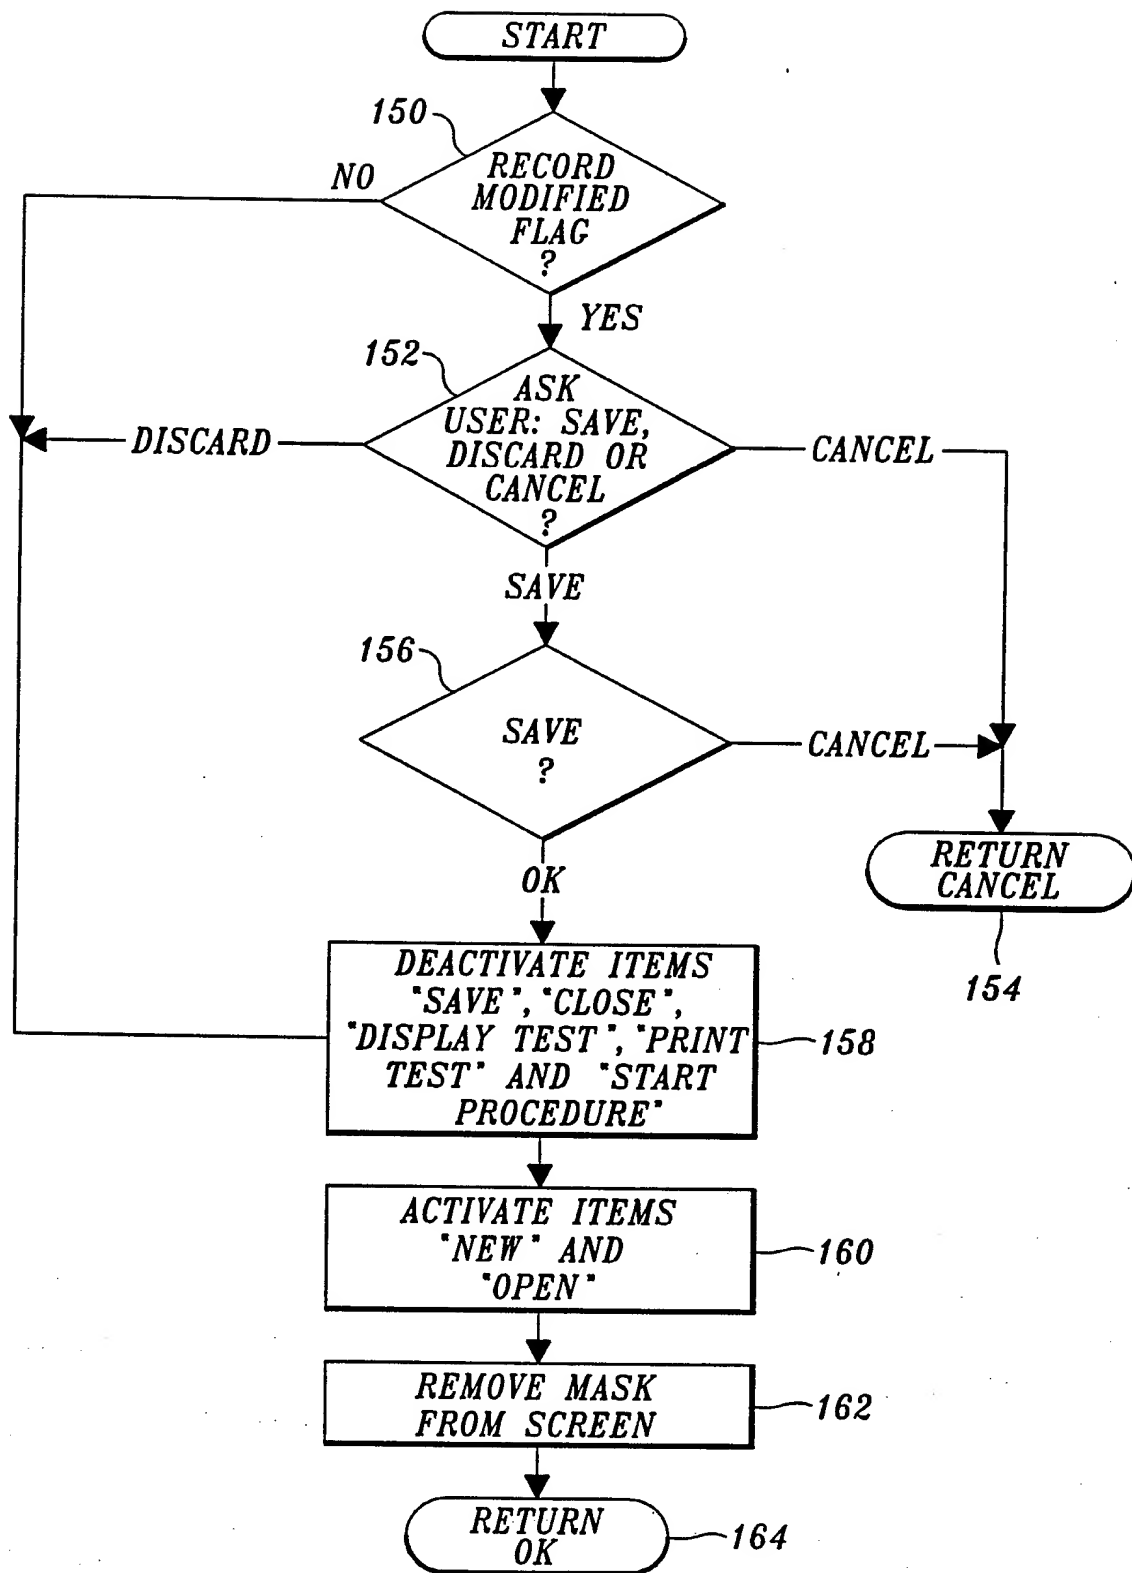 START
150
RECORD
MODIFIED
FLAG
?
NO
YES
152
ASK
USER: SAVE,
DISCARD OR
CANCEL
?
DISCARD
CANCEL
SAVE
156
SAVE
?
CANCEL
OK
RETURN
CANCEL
154
DEACTIVATE ITEMS
"SAVE", "CLOSE",
"DISPLAY TEST", "PRINT
TEST" AND "START
PROCEDURE"
158
ACTIVATE ITEMS
"NEW" AND
"OPEN"
160
REMOVE MASK
FROM SCREEN
162
RETURN
OK
164